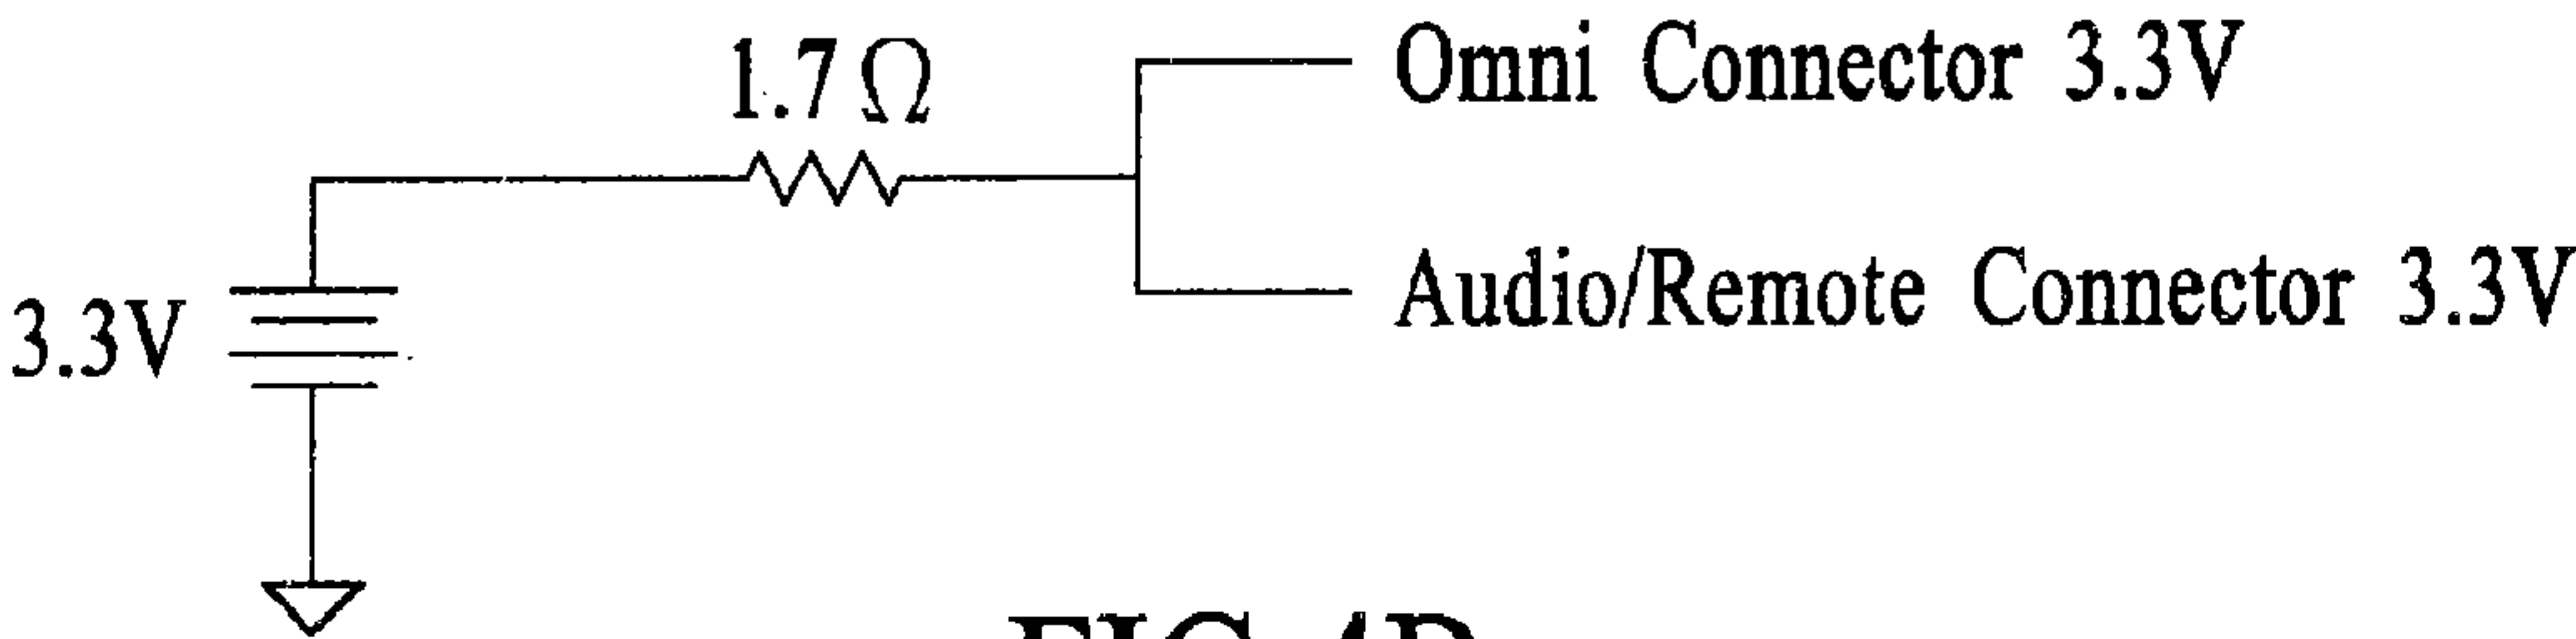 1.7 Ω
Omni Connector 3.3V
3.3V
Audio/Remote Connector 3.3V